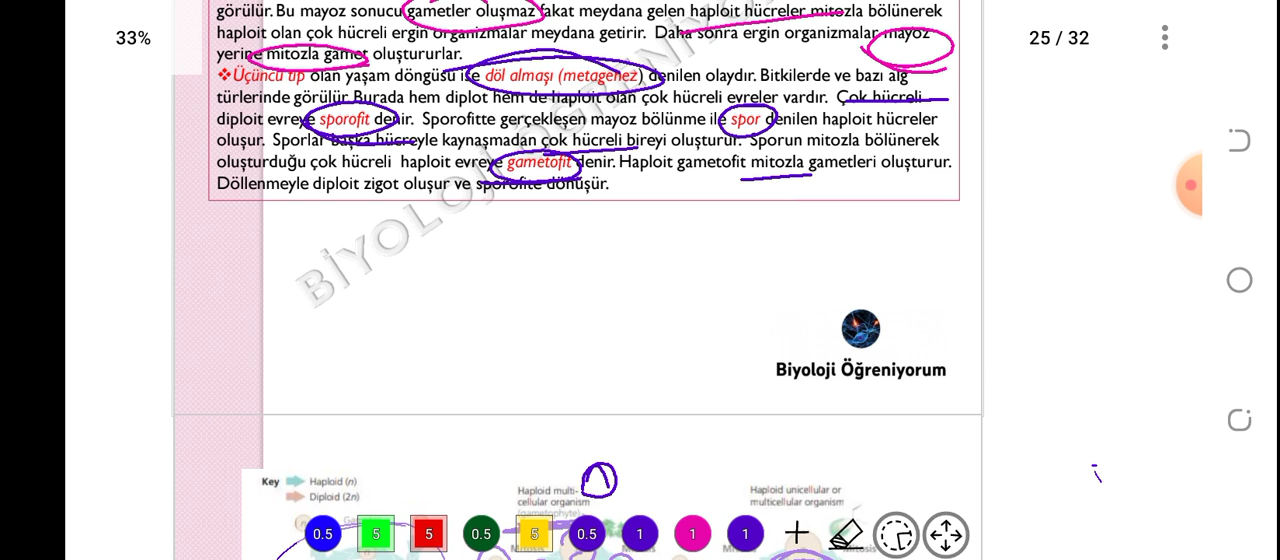 görülür. Bu mayoz sonucu gametler oluşmaz fakat meydana gelen haploit hücreler mitozla bölünerek
33%
haploit olan çok hücreli ergin organizmalar meydana getirir. Daha sonra ergin organizmalar mayoz
25 / 32
yerine mitozla gamet oluştururlar.
❖Üçüncü tip olan yaşam döngüsü ise döl almaşı (metagenez) denilen olaydır. Bitkilerde ve bazı alg
türlerinde görülür. Burada hem diplot hem de haploit olan çok hücreli evreler vardır. Çok hücreli
diploit evreye sporofit denir. Sporofitte gerçekleşen mayoz bölünme ile spor denilen haploit hücreler
oluşur. Sporlar başka hücreyle kaynaşmadan çok hücreli bireyi oluşturur. Sporun mitozla bölünerek
oluşturduğu çok hücreli haploit evreye gametofit denir. Haploit gametofit mitozla gametleri oluşturur.
Döllenmeyle diploit zigot oluşur ve sporofite dönüşür.
BİYOLOJİ ÖĞRENİYO
Biyoloji Öğreniyorum
Key Haploid (n)
Diploid (2n)
Haploid multi-
cellular organism
(gametophyte)
Haploid unicellular or
multicellular organism
0.5 5 5 0.5 5 0.5 1 1 1